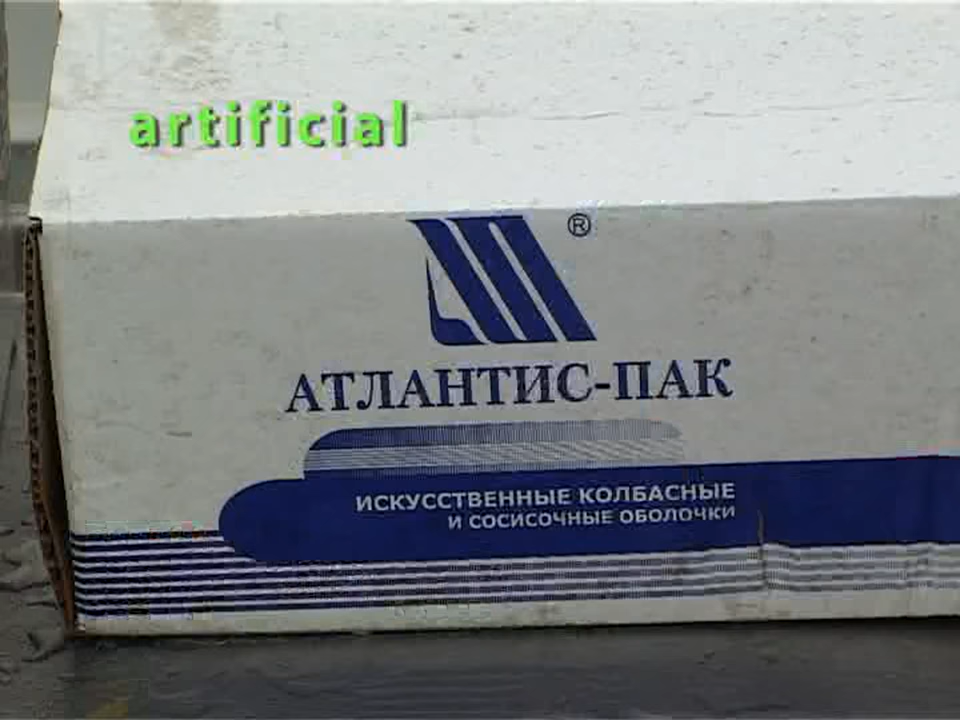 artificial
®
АТЛАНТИС-ПАК
ИСКУССТВЕННЫЕ КОЛБАСНЫЕ
И СОСИСОЧНЫЕ ОБОЛОЧКИ